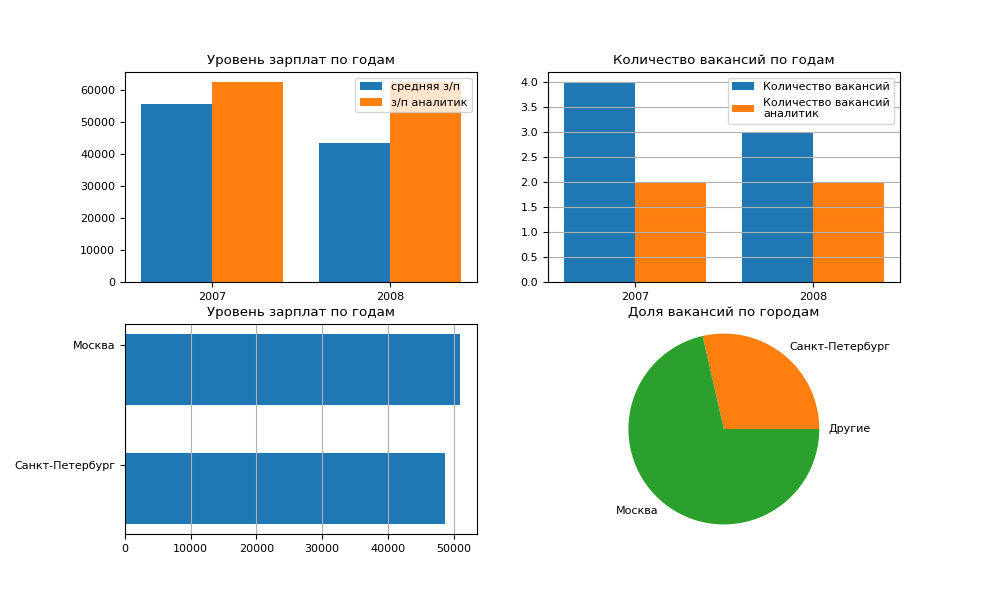 Уровень зарплат по годам
средняя з/п
з/п аналитик
60000
50000
40000
30000
20000
10000
0
2007
2008
Количество вакансий по годам
Количество вакансий
Количество вакансий
аналитик
4.0
3.5
3.0
2.5
2.0
1.5
1.0
0.5
0.0
2007
2008
Уровень зарплат по годам
Москва
Санкт-Петербург
0
10000
20000
30000
40000
50000
Доля вакансий по городам
Санкт-Петербург
Другие
Москва